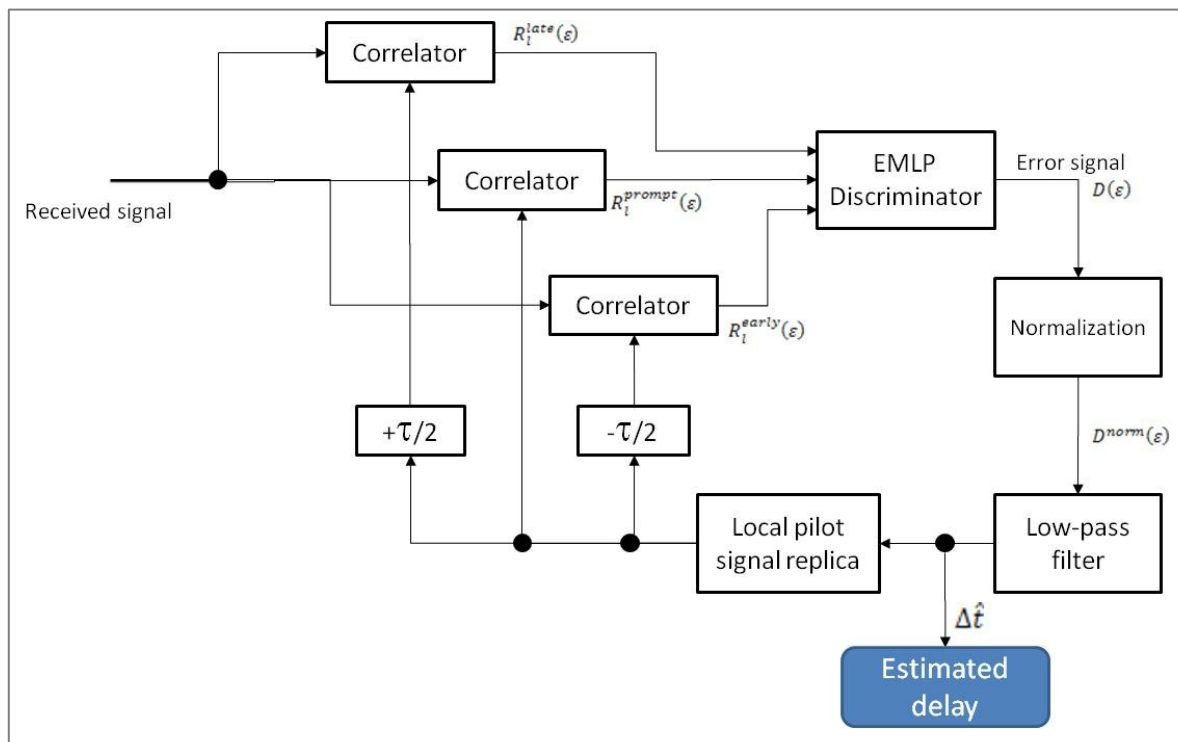 Correlator
R_l^{late}(ε)
Correlator
R_l^{prompt}(ε)
EMLP
Discriminator
Error signal
D(ε)
Received signal
Correlator
R_l^{early}(ε)
Normalization
+τ/2
-τ/2
D^{norm}(ε)
Local pilot
signal replica
Low-pass
filter
Δt̂
Estimated
delay